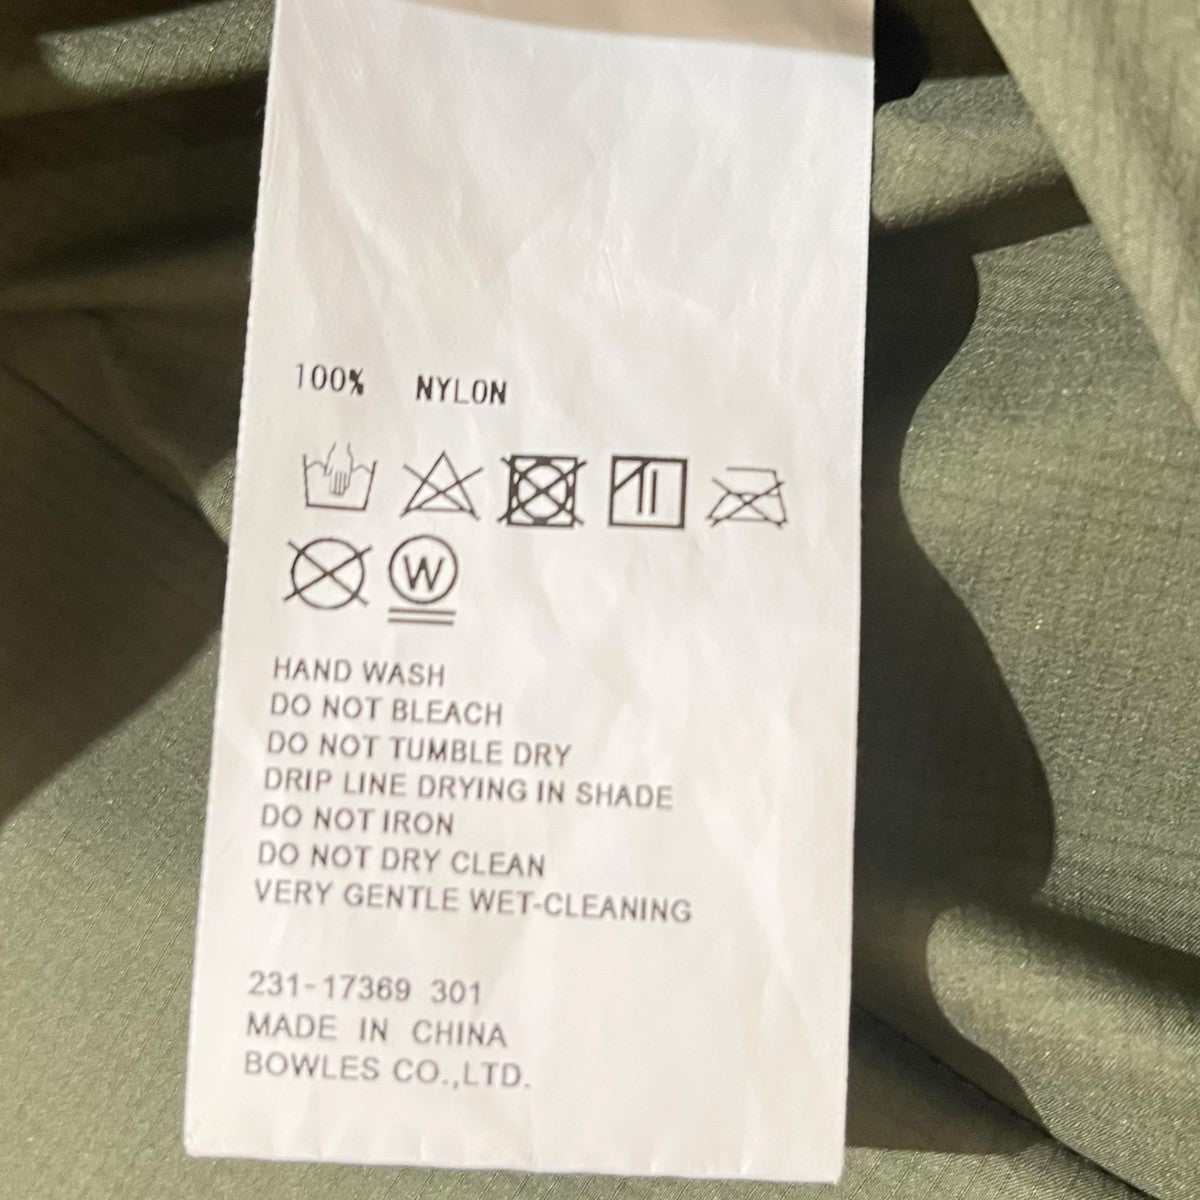 100% NYLON
W
HAND WASH
DO NOT BLEACH
DO NOT TUMBLE DRY
DRIP LINE DRYING IN SHADE
DO NOT IRON
DO NOT DRY CLEAN
VERY GENTLE WET-CLEANING
231-17369 301
MADE IN CHINA
BOWLES CO.,LTD.